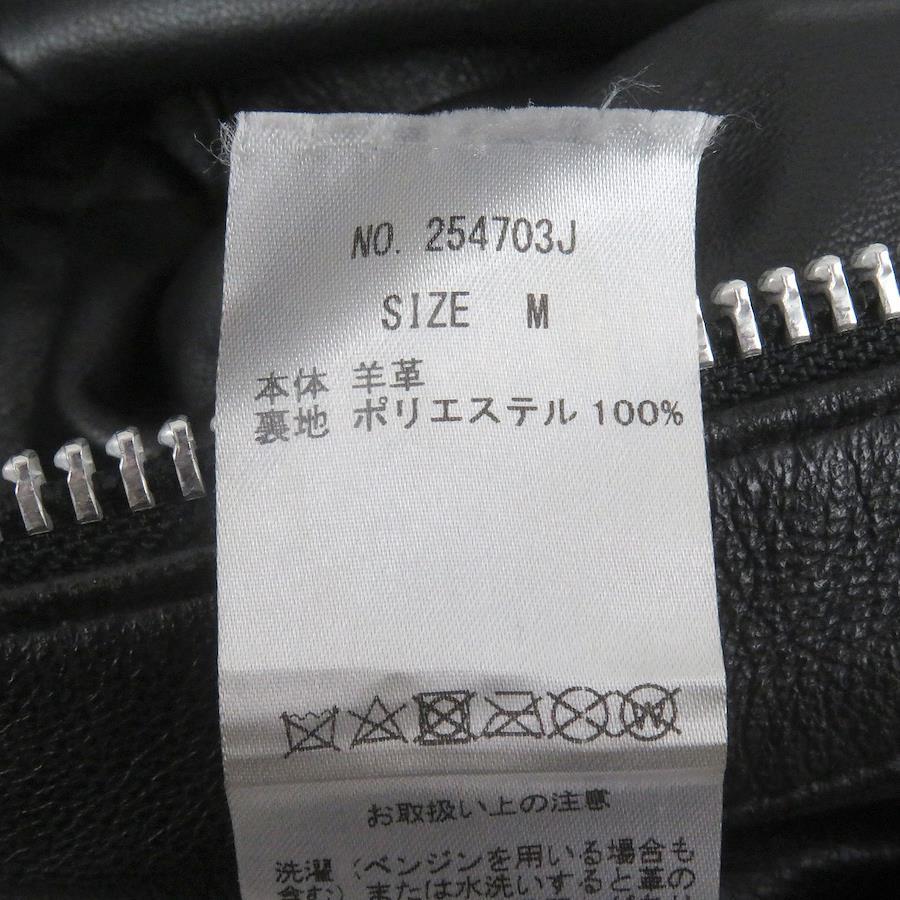 NO. 254703J
SIZE M
本体 羊革
裏地 ポリエステル 100%
W
お取扱い上の注意
洗濯(ベンジンを用いる場合も
含む)または水洗いすると革の